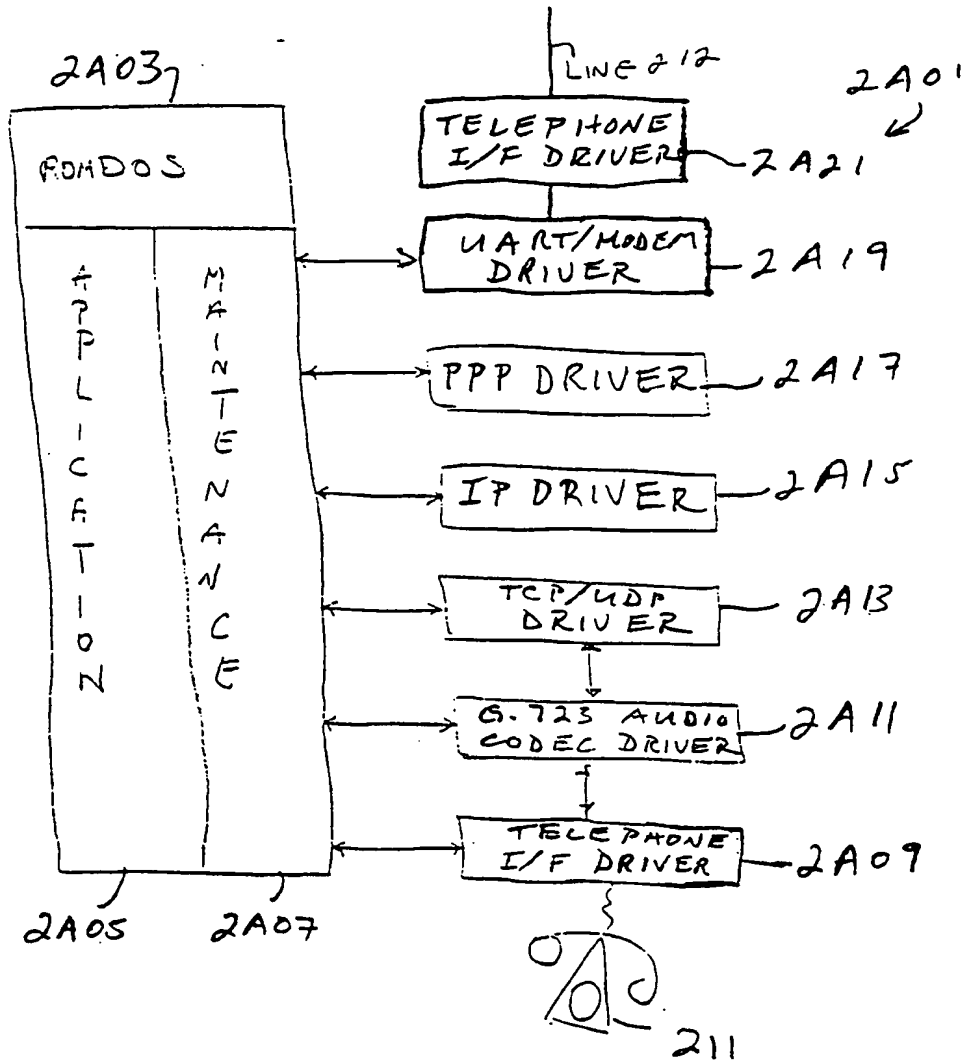 LINE 212
2A03
2A01
TELEPHONE
I/F DRIVER
2A21
ROMDOS
UART/MODEM
DRIVER
2A19
APPLICATION
MAINTENANCE
PPP DRIVER
2A17
IP DRIVER
2A15
TCP/UDP
DRIVER
2A13
G.723 AUDIO
CODEC DRIVER
2A11
TELEPHONE
I/F DRIVER
2A09
2A05
2A07
211